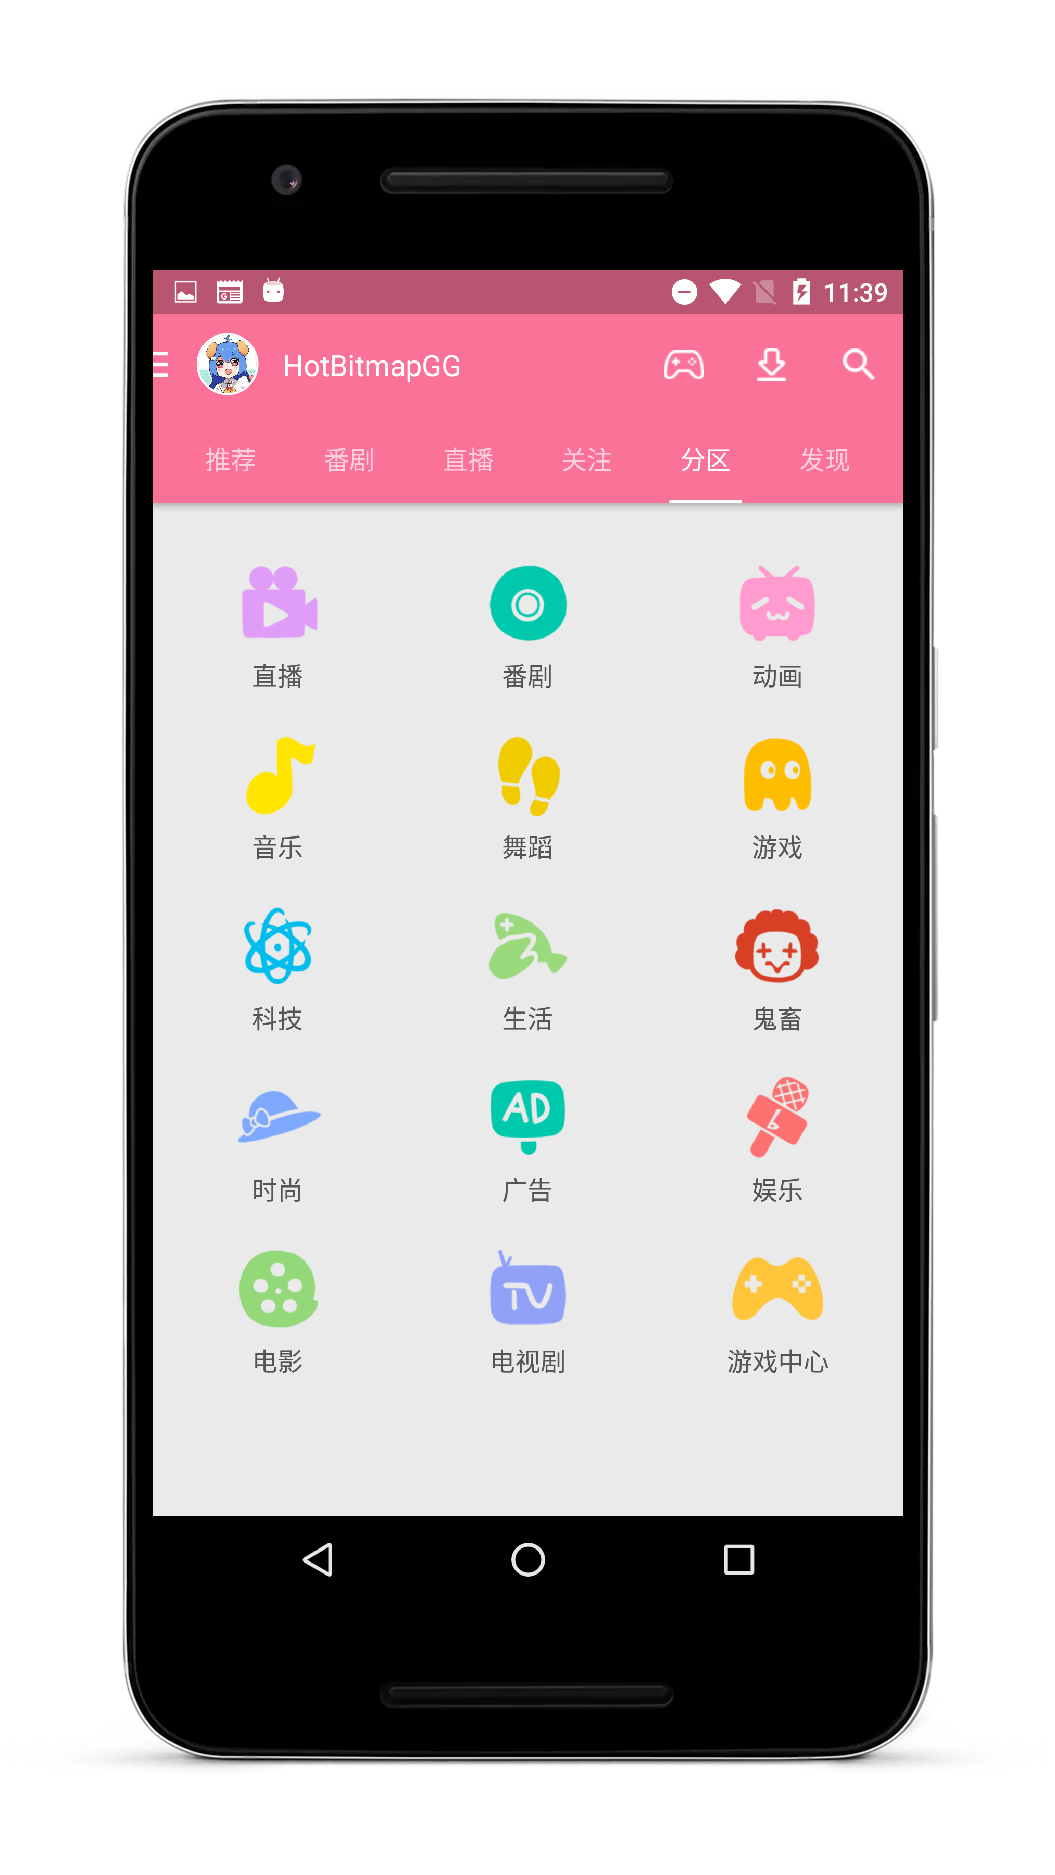 11:39
HotBitmapGG
推荐 番剧 直播 关注 分区 发现
直播 番剧 动画
音乐 舞蹈 游戏
科技 生活 鬼畜
AD
时尚 广告 娱乐
TV
电影 电视剧 游戏中心